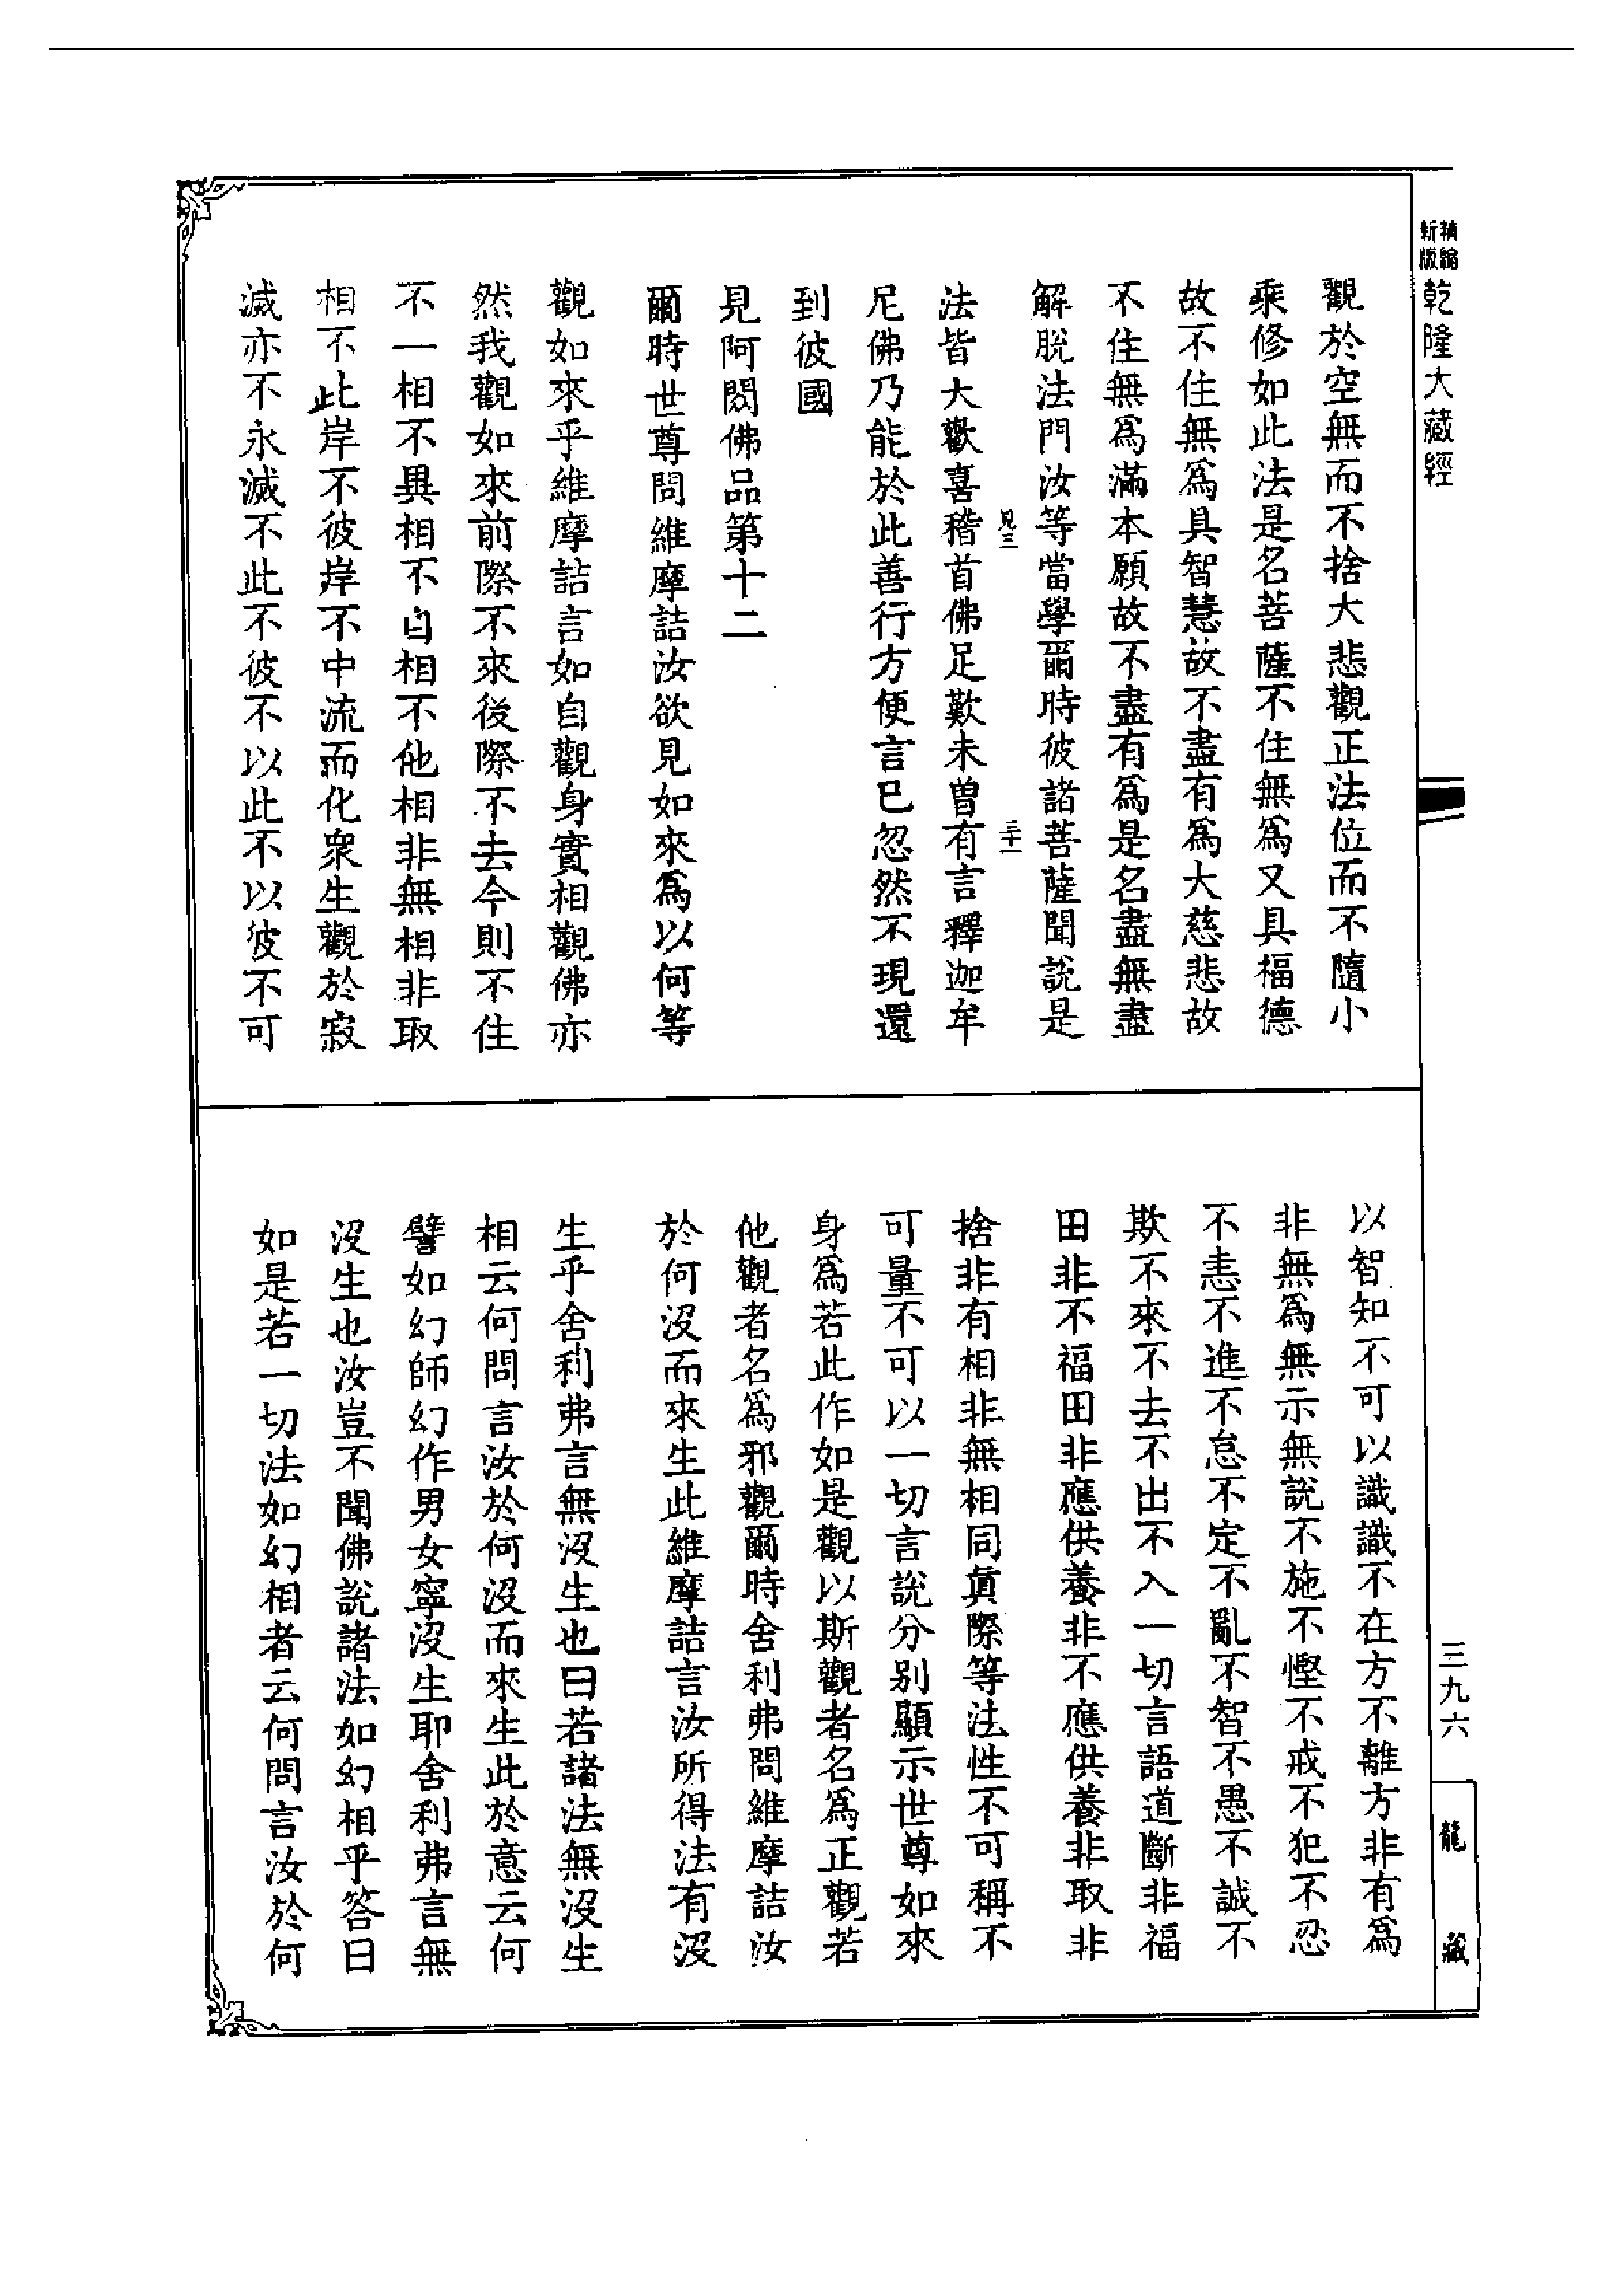 精緻
新版
乾隆大藏經
觀於空無而不捨大悲觀正法位而不隨小
乘修如此法是名菩薩不住無為又具福德
故不住無為具智慧故不盡有為大慈悲故
不住無為滿本願故不盡有為是名盡無盡
解脫法門汝等當學爾時彼諸菩薩聞說是
見三
三十一
法皆大歡喜稽首佛足歎未曾有言釋迦牟
尼佛乃能於此善行方便言已忽然不現還
到彼國
見阿閦佛品第十二
爾時世尊問維摩詰汝欲見如來為以何等
觀如來乎維摩詰言如自觀身實相觀佛亦
然我觀如來前際不來後際不去今則不住
不一相不異相不自相不他相非無相非取
相不此岸不彼岸不中流而化衆生觀於寂
滅亦不永滅不此不彼不以此不以彼不可
以智知不可以識識不在方不離方非有為
非無為無示無說不施不慳不戒不犯不忍
不恚不進不怠不定不亂不智不愚不誠不
欺不來不去不出不入一切言語道斷非福
田非不福田非應供養非不應供養非取非
捨非有相非無相同眞際等法性不可稱不
可量不可以一切言說分别顯示世尊如來
身為若此作如是觀以斯觀者名為正觀若
他觀者名為邪觀爾時舍利弗問維摩詰汝
於何沒而來生此維摩詰言汝所得法有沒
生乎舍利弗言無沒生也曰若諸法無沒生
相云何問言汝於何沒而來生此於意云何
譬如幻師幻作男女寧沒生耶舍利弗言無
沒生也汝豈不聞佛說諸法如幻相乎答曰
如是若一切法如幻相者云何問言汝於何
三九六
龍藏